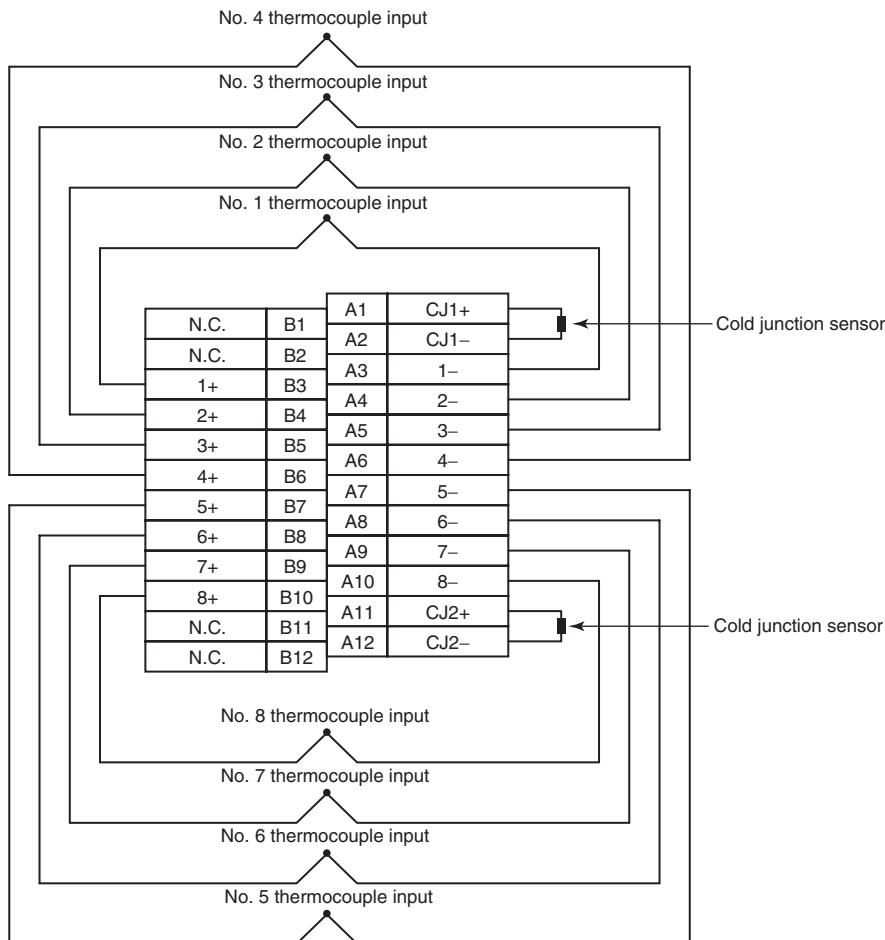 No. 4 thermocouple input
No. 3 thermocouple input
No. 2 thermocouple input
No. 1 thermocouple input
A1 CJ1+
N.C. B1
Cold junction sensor
A2 CJ1–
N.C. B2
A3 1–
1+ B3
A4 2–
2+ B4
A5 3–
3+ B5
A6 4–
4+ B6
A7 5–
5+ B7
A8 6–
6+ B8
A9 7–
7+ B9
A10 8–
8+ B10
A11 CJ2+
N.C. B11
Cold junction sensor
A12 CJ2–
N.C. B12
No. 8 thermocouple input
No. 7 thermocouple input
No. 6 thermocouple input
No. 5 thermocouple input